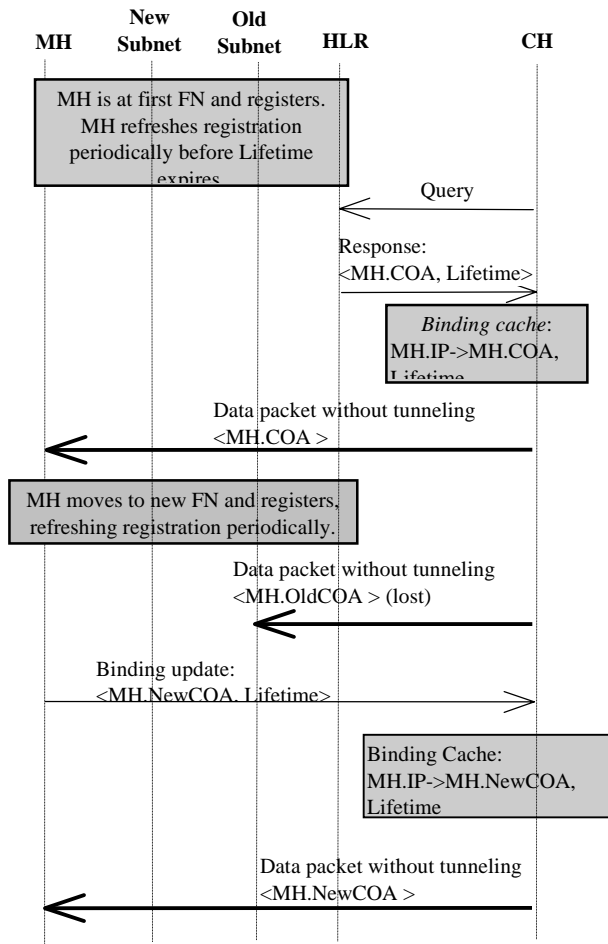 MH
New
Subnet
Old
Subnet
HLR
CH
MH is at first FN and registers.
MH refreshes registration
periodically before Lifetime
expires
Query
Response:
<MH.COA, Lifetime>
Binding cache:
MH.IP->MH.COA,
Lifetime
Data packet without tunneling
<MH.COA >
MH moves to new FN and registers,
refreshing registration periodically.
Data packet without tunneling
<MH.OldCOA > (lost)
Binding update:
<MH.NewCOA, Lifetime>
Binding Cache:
MH.IP->MH.NewCOA,
Lifetime
Data packet without tunneling
<MH.NewCOA >